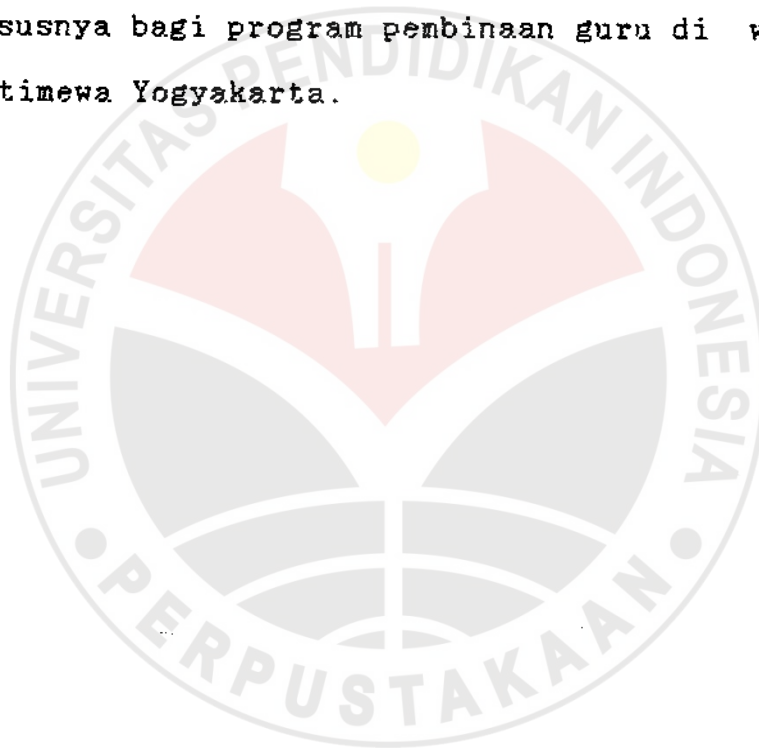 susnya bagi program pembinaan guru di w
timewa Yogyakarta.
UNIVERSITAS PENDIDIKAN INDONESIA
PERPUSTAKAAN